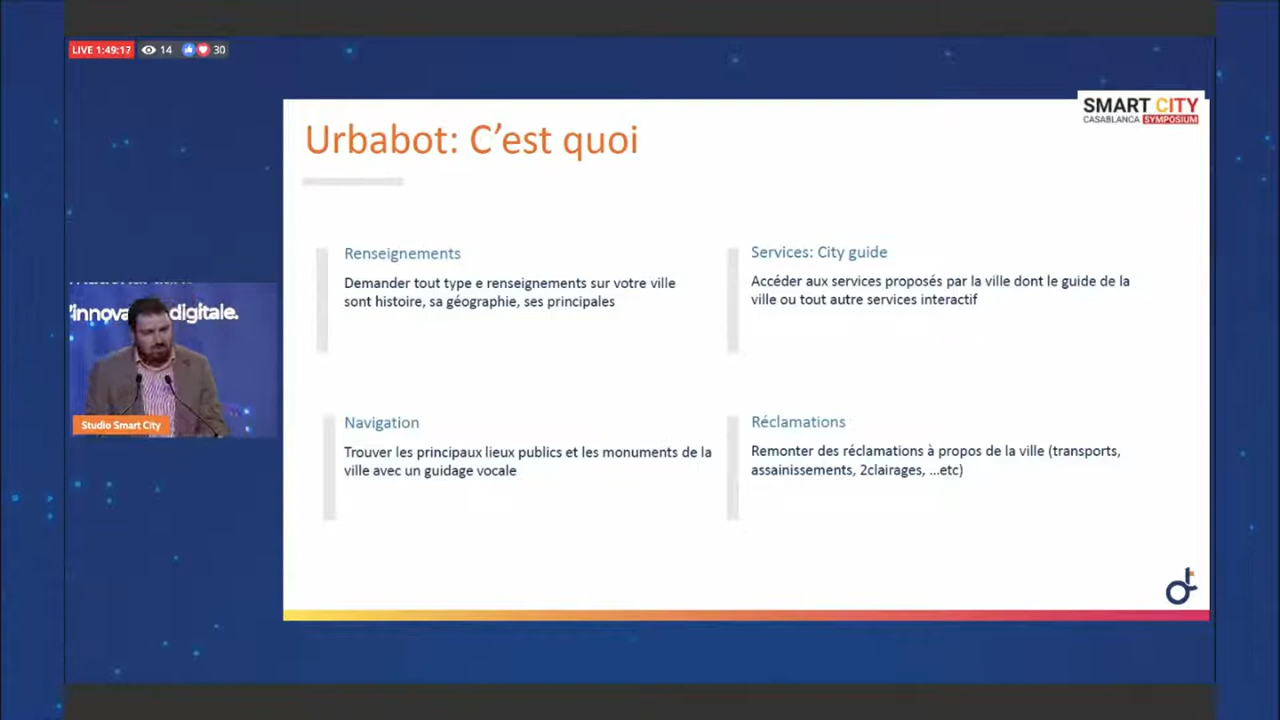 LIVE 1:49:17 14 30
SMART CITY
CASABLANCA SYMPOSIUM
Urbabot: C'est quoi
Renseignements
Demander tout type e renseignements sur votre ville
sont histoire, sa géographie, ses principales
Services: City guide
Accéder aux services proposés par la ville dont le guide de la
ville ou tout autre services interactif
digitale.
Studio Smart City
Navigation
Trouver les principaux lieux publics et les monuments de la
ville avec un guidage vocale
Réclamations
Remonter des réclamations à propos de la ville (transports,
assainissements, 2clairages, ...etc)